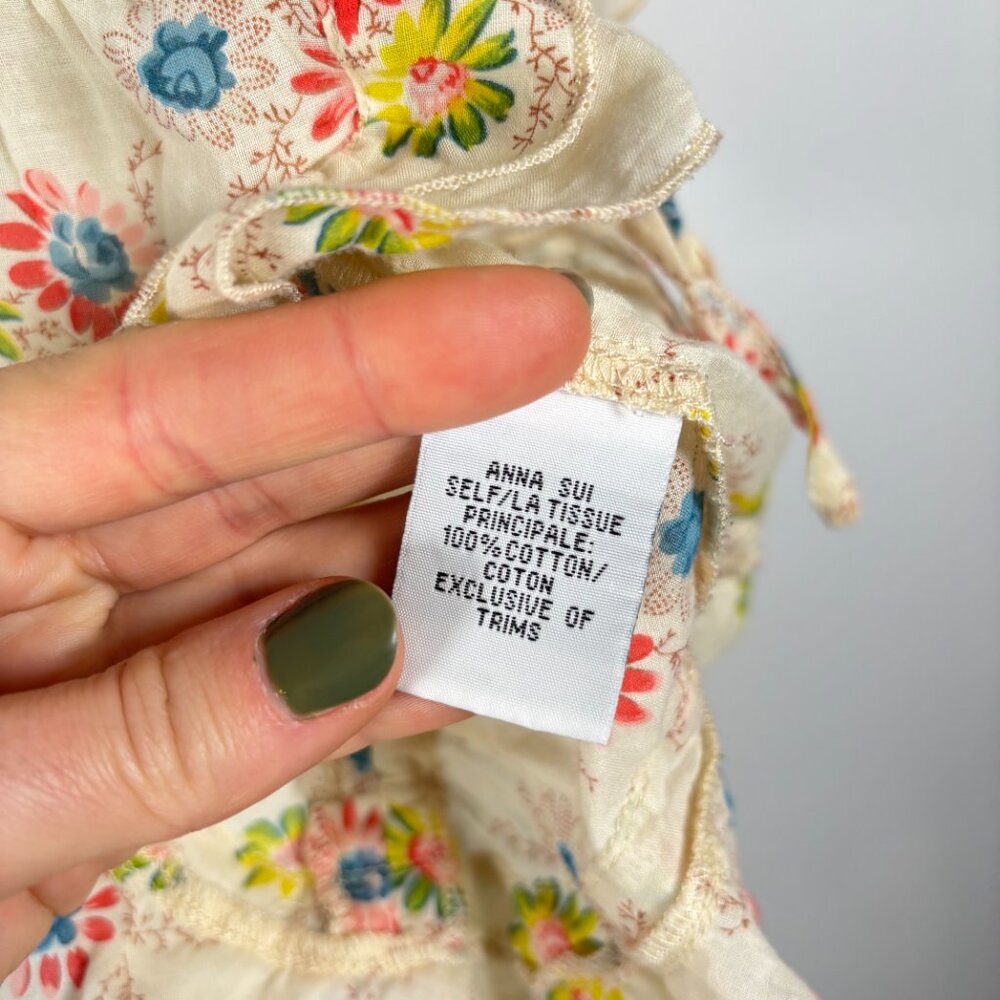 ANNA SUI
SELF/LA TISSUE
PRINCIPALE:
100% COTTON/
COTON
EXCLUSIVE OF
TRIMS